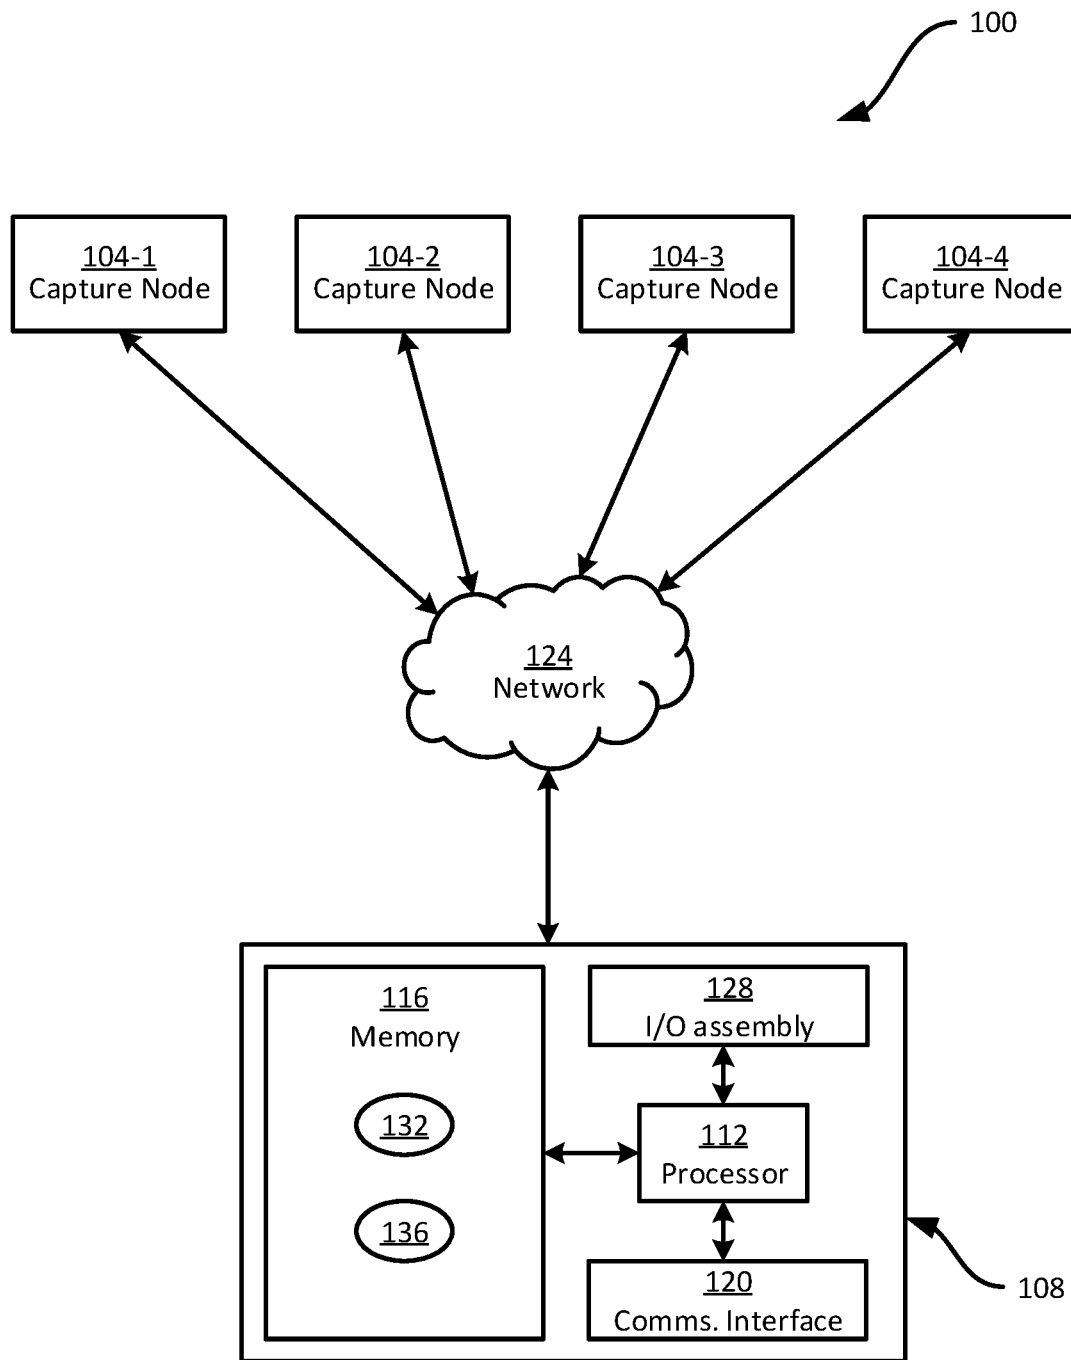 100
104-1
Capture Node
104-2
Capture Node
104-3
Capture Node
104-4
Capture Node
124
Network
116
Memory
132
136
128
I/O assembly
112
Processor
120
Comms. Interface
108